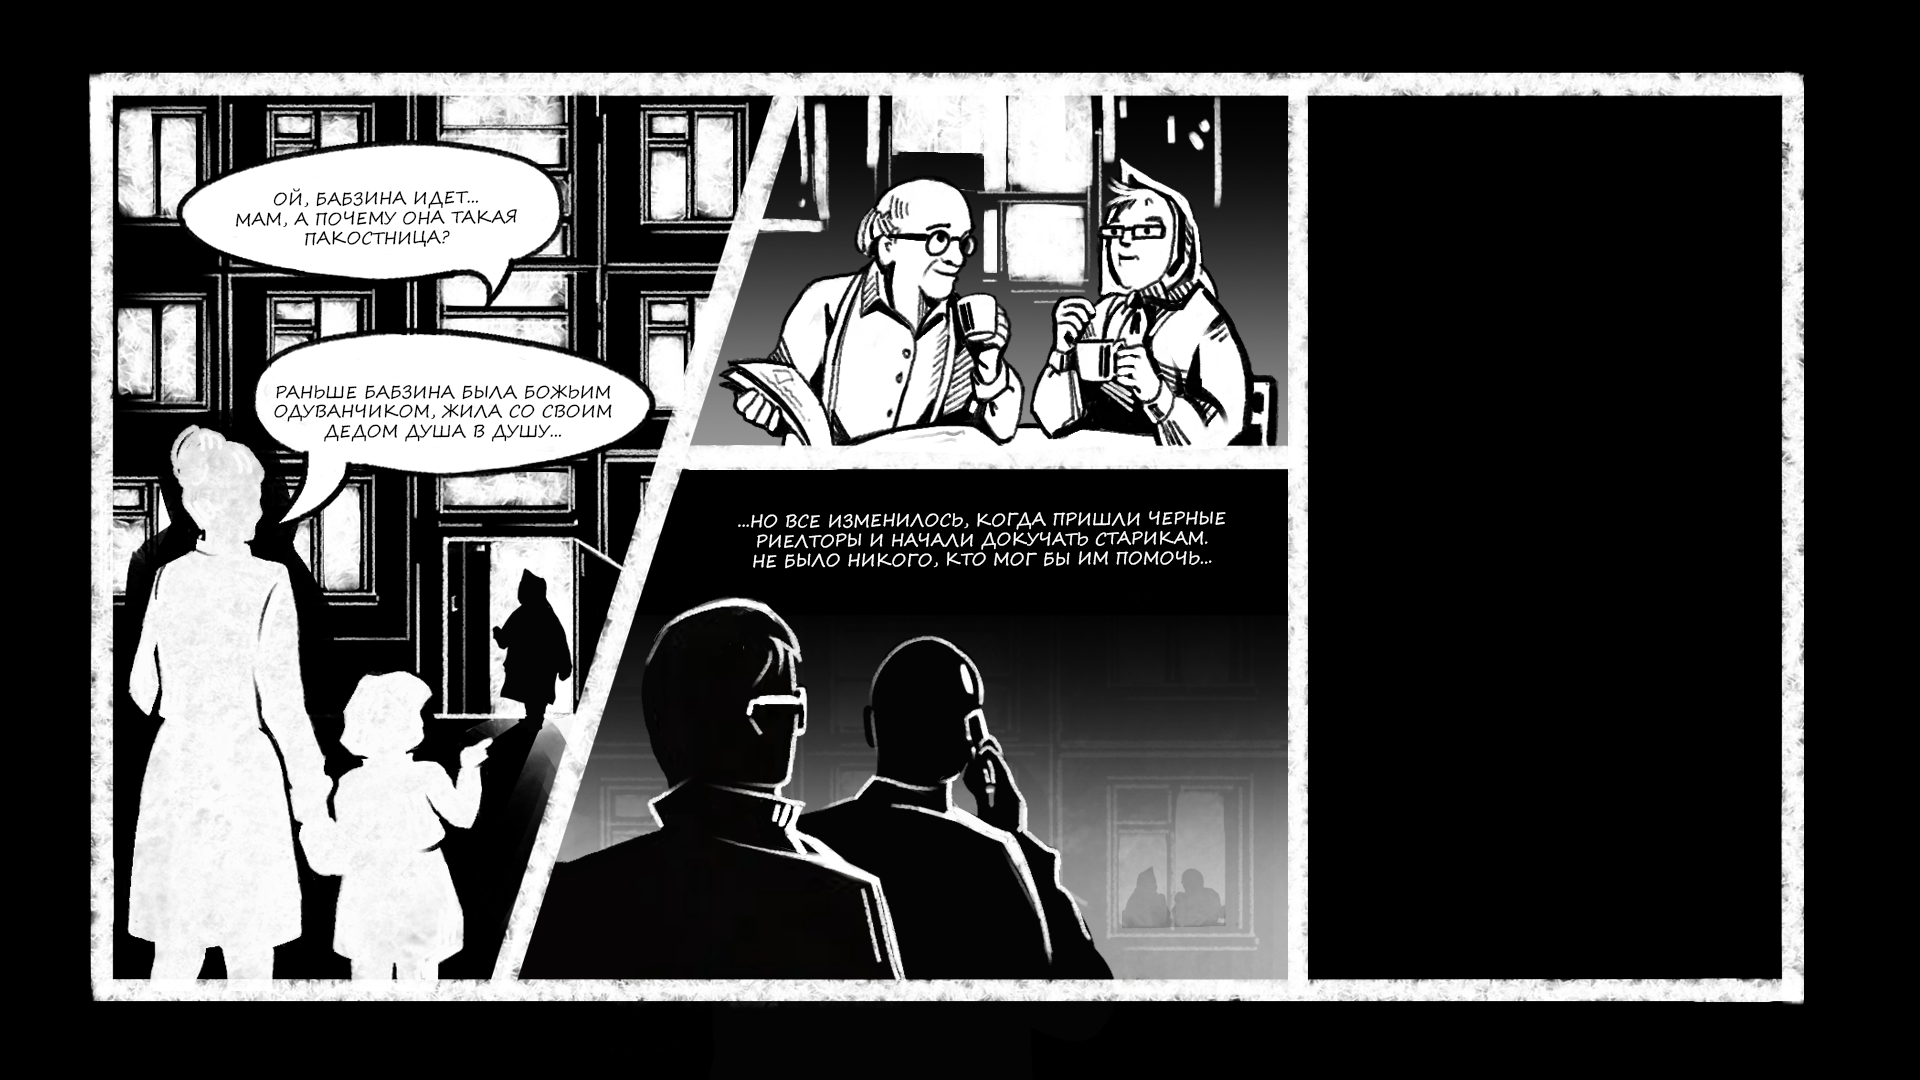 ОЙ, БАБЗИНА ИДЕТ...
МАМ, А ПОЧЕМУ ОНА ТАКАЯ
ПАКОСТНИЦА?
РАНЬШЕ БАБЗИНА БЫЛА БОЖЬИМ
ОДУВАНЧИКОМ, ЖИЛА СО СВОИМ
ДЕДОМ ДУША В ДУШУ...
...НО ВСЕ ИЗМЕНИЛОСЬ, КОГДА ПРИШЛИ ЧЕРНЫЕ
РИЕЛТОРЫ И НАЧАЛИ ДОКУЧАТЬ СТАРИКАМ.
НЕ БЫЛО НИКОГО, КТО МОГ БЫ ИМ ПОМОЧЬ...